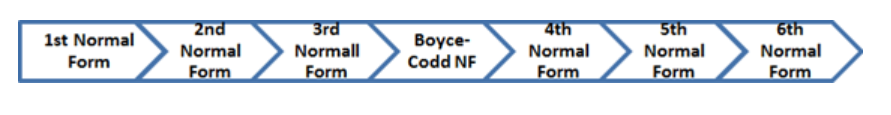 1st Normal
Form
2nd
Normal
Form
3rd
Normall
Form
Boyce-
Codd NF
4th
Normal
Form
5th
Normal
Form
6th
Normal
Form